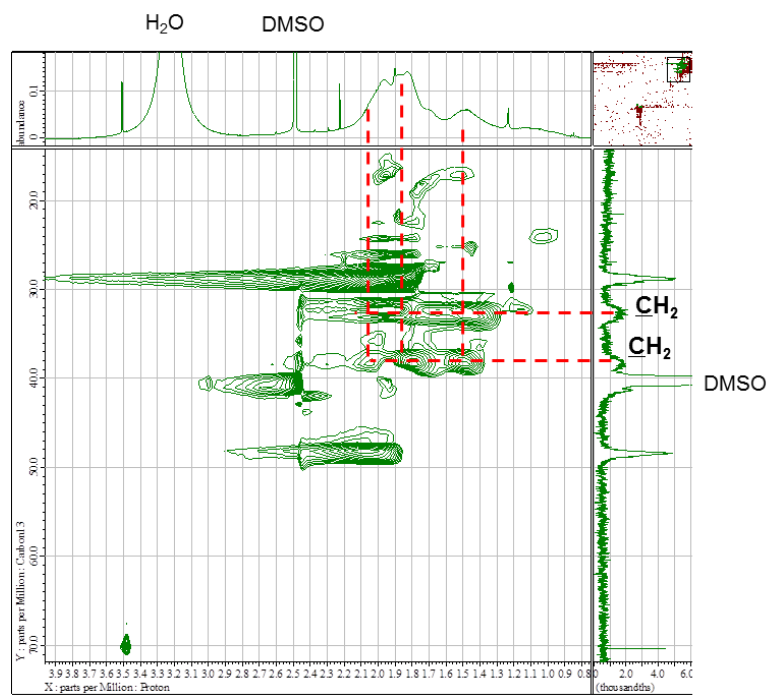 H₂O DMSO
abundance
0 0.1
20.0
30.0
40.0
50.0
60.0
70.0
Y : parts per Million : Carbon13
CH₂
CH₂
DMSO
3.9 3.8 3.7 3.6 3.5 3.4 3.3 3.2 3.1 3.0 2.9 2.8 2.7 2.6 2.5 2.4 2.3 2.2 2.1 2.0 1.9 1.8 1.7 1.6 1.5 1.4 1.3 1.2 1.1 1.0 0.9 0.8
X : parts per Million : Proton
0 2.0 4.0 6.0
(thousandths)